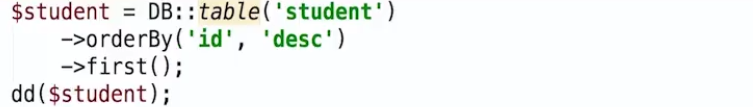 $student = DB::table('student')
    ->orderBy('id', 'desc')
    ->first();
dd($student);